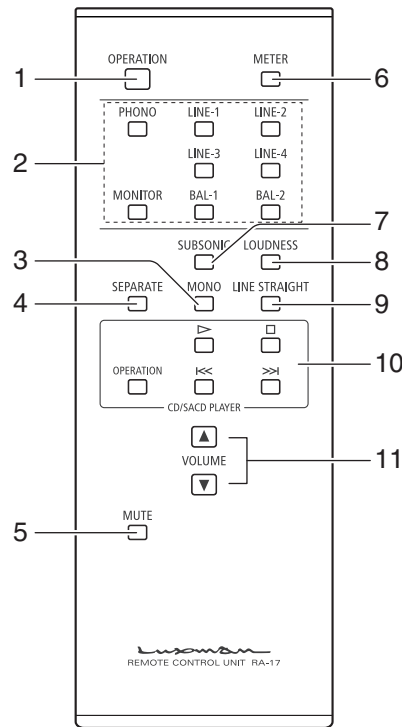 OPERATION METER
1 6
PHONO LINE-1 LINE-2
2
LINE-3 LINE-4
MONITOR BAL-1 BAL-2
7
SUBSONIC LOUDNESS
3 8
SEPARATE MONO LINE STRAIGHT
4 9
10
OPERATION
CD/SACD PLAYER
VOLUME 11
MUTE
5
LUXMAN
REMOTE CONTROL UNIT RA-17